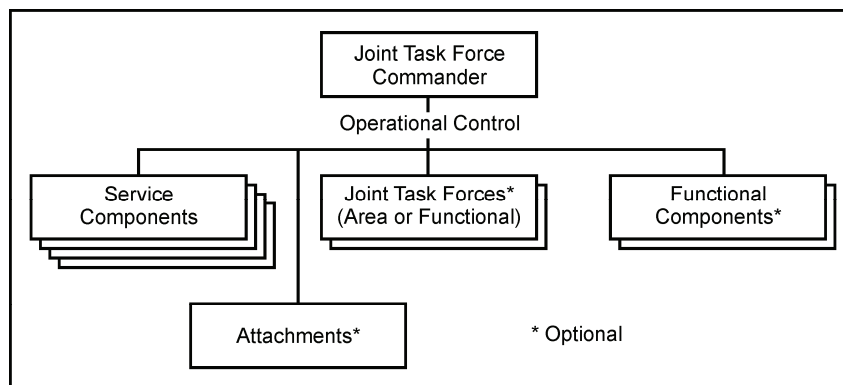 Joint Task Force
Commander
Operational Control
Service
Components
Joint Task Forces*
(Area or Functional)
Functional
Components*
Attachments*
* Optional